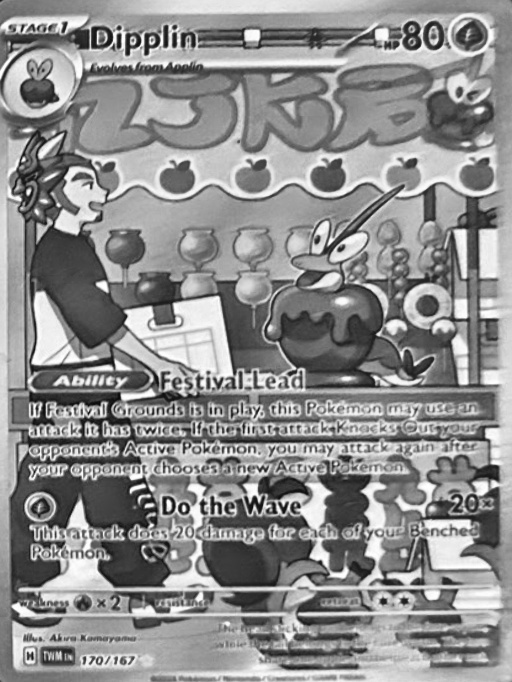 STAGE 1
Dipplin
HP 80
Evolves from Applin
Ability Festival Lead
If Festival Grounds is in play, this Pokémon may use an
attack it has twice. If the first attack Knocks Out your
opponent's Active Pokémon, you may attack again after
your opponent chooses a new Active Pokémon.
Do the Wave 20×
This attack does 20 damage for each of your Benched
Pokémon.
weakness ×2 resistance retreat
Illus. Akira Komayama
H TWM EN 170/167